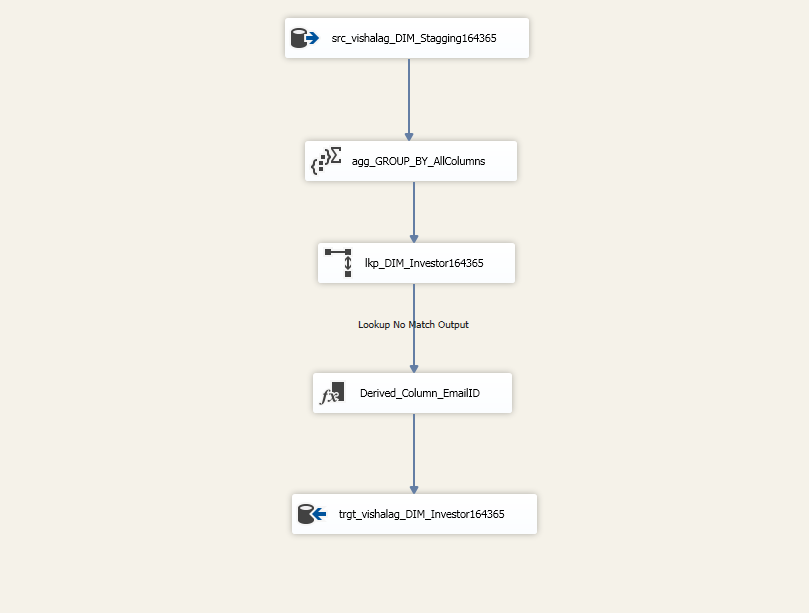 src_vishalag_DIM_Stagging164365
agg_GROUP_BY_AllColumns
lkp_DIM_Investor164365
Lookup No Match Output
Derived_Column_EmailID
trgt_vishalag_DIM_Investor164365